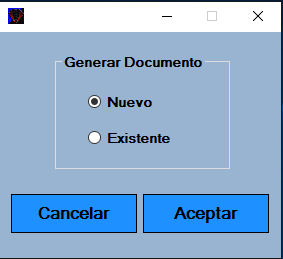 Generar Documento
Nuevo
Existente
Cancelar
Aceptar